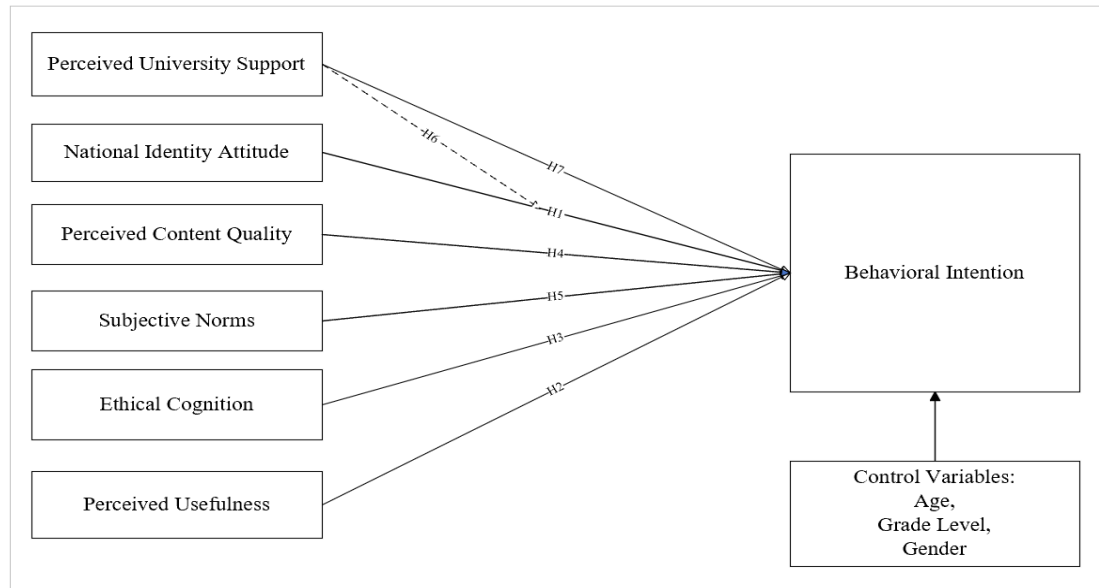 Perceived University Support
H6
H7
National Identity Attitude
H1
Perceived Content Quality
H4
Behavioral Intention
Subjective Norms
H5
H3
Ethical Cognition
H2
Perceived Usefulness
Control Variables:
Age,
Grade Level,
Gender